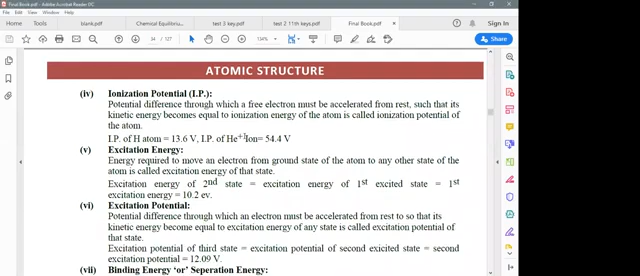 Final Book.pdf - Adobe Acrobat Reader DC
File Edit View Window Help
Home Tools blank.pdf Chemical Equilibriu... test 3 key.pdf test 2 11th keys.pdf Final Book.pdf × Sign In
34 / 127 134% Share
ATOMIC STRUCTURE
(iv) Ionization Potential (I.P.):
Potential difference through which a free electron must be accelerated from rest, such that its
kinetic energy becomes equal to ionization energy of the atom is called ionization potential of
the atom.
I.P. of H atom = 13.6 V, I.P. of He+ Ion= 54.4 V
(v) Excitation Energy:
Energy required to move an electron from ground state of the atom to any other state of the
atom is called excitation energy of that state.
Excitation energy of 2nd state = excitation energy of 1st excited state = 1st
excitation energy = 10.2 ev.
(vi) Excitation Potential:
Potential difference through which an electron must be accelerated from rest to so that its
kinetic energy become equal to excitation energy of any state is called excitation potential of
that state.
Excitation potential of third state = excitation potential of second exicited state = second
excitation potential = 12.09 V.
(vii) Binding Energy 'or' Seperation Energy: